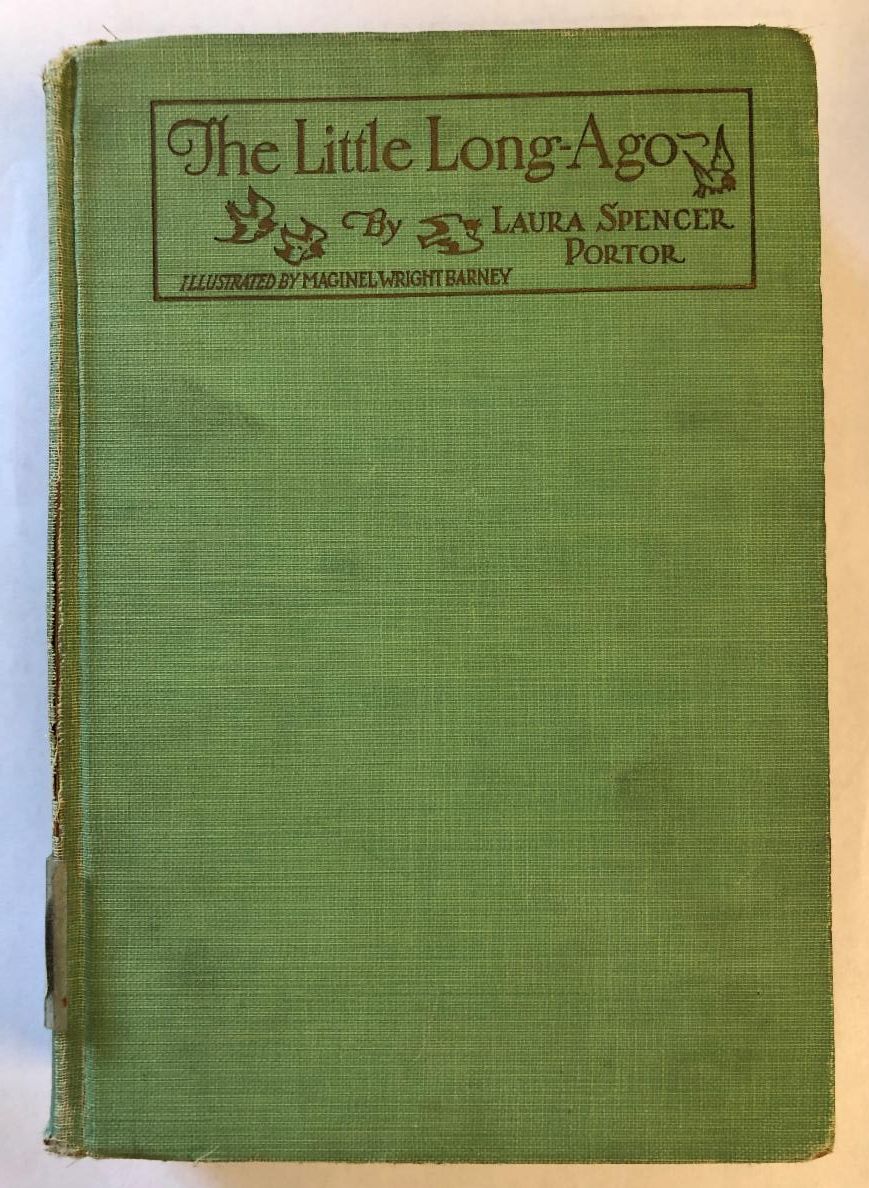 The Little Long-Ago
By LAURA SPENCER
PORTOR
ILLUSTRATED BY MAGINEL WRIGHT BARNEY